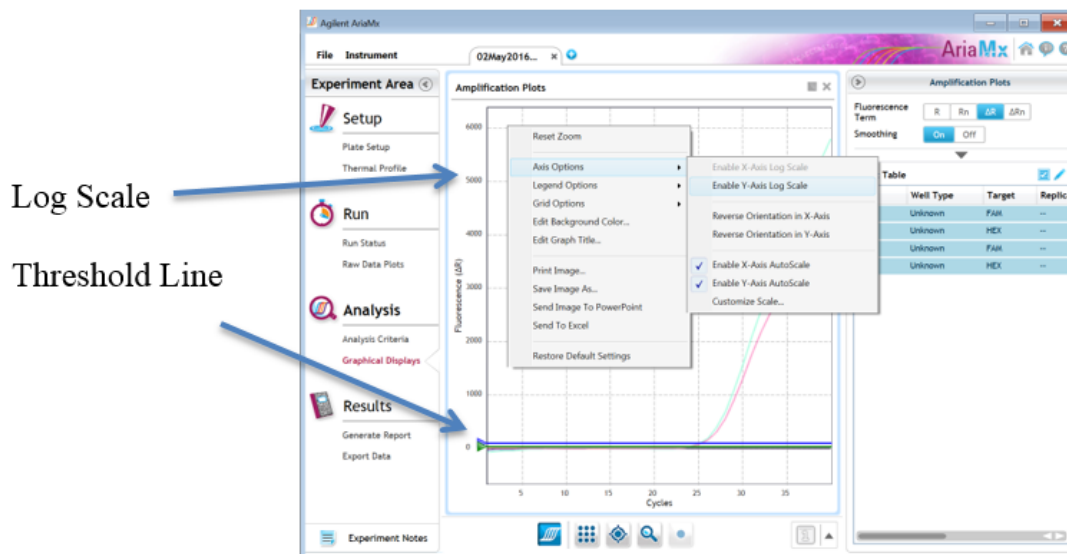 Agilent AriaMx
File Instrument
02May2016...
AriaMx
Experiment Area
Setup
Plate Setup
Thermal Profile
Run
Run Status
Raw Data Plots
Analysis
Analysis Criteria
Graphical Displays
Results
Generate Report
Export Data
Experiment Notes
Log Scale
Threshold Line
Amplification Plots
6000
5000
4000
3000
2000
1000
0
Fluorescence (ΔR)
5 10 15 20 25 30 35
Cycles
Reset Zoom
Axis Options
Legend Options
Grid Options
Edit Background Color...
Edit Graph Title...
Print Image...
Save Image As...
Send Image To PowerPoint
Send To Excel
Restore Default Settings
Enable X-Axis Log Scale
Enable Y-Axis Log Scale
Reverse Orientation in X-Axis
Reverse Orientation in Y-Axis
Enable X-Axis AutoScale
Enable Y-Axis AutoScale
Customize Scale...
Amplification Plots
Fluorescence Term
R Rn ΔR ΔRn
Smoothing
On Off
Table
Well Type Target Replic
Unknown FAM --
Unknown HEX --
Unknown FAM --
Unknown HEX --